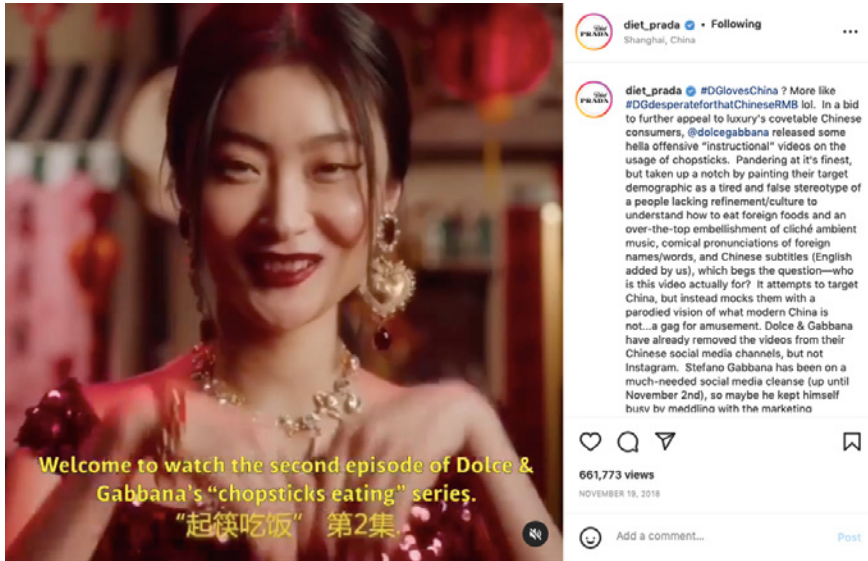 Welcome to watch the second episode of Dolce &
Gabbana's “chopsticks eating” series.
“起筷吃饭” 第2集
diet_prada • Following
Shanghai, China
Diet
PRADA
diet_prada #DGlovesChina ? More like
#DGdesperateforthatChineseRMB lol. In a bid
to further appeal to luxury's covetable Chinese
consumers, @dolcegabbana released some
hella offensive “instructional” videos on the
usage of chopsticks. Pandering at it's finest,
but taken up a notch by painting their target
demographic as a tired and false stereotype of
a people lacking refinement/culture to
understand how to eat foreign foods and an
over-the-top embellishment of cliché ambient
music, comical pronunciations of foreign
names/words, and Chinese subtitles (English
added by us), which begs the question—who
is this video actually for? It attempts to target
China, but instead mocks them with a
parodied vision of what modern China is
not...a gag for amusement. Dolce & Gabbana
have already removed the videos from their
Chinese social media channels, but not
Instagram. Stefano Gabbana has been on a
much-needed social media cleanse (up until
November 2nd), so maybe he kept himself
busy by meddling with the marketing
661,773 views
NOVEMBER 19, 2018
Add a comment...
Post